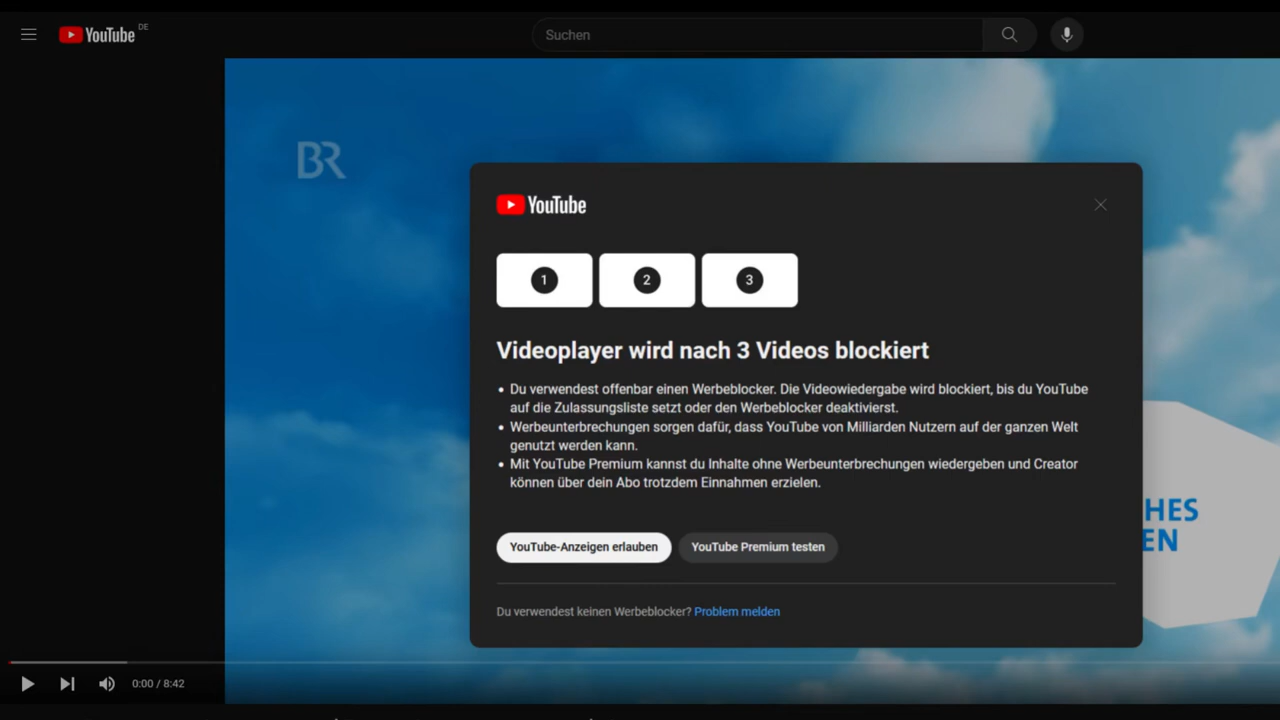 YouTube DE
Suchen
BR
YouTube
1 2 3
Videoplayer wird nach 3 Videos blockiert
• Du verwendest offenbar einen Werbeblocker. Die Videowiedergabe wird blockiert, bis du YouTube
auf die Zulassungsliste setzt oder den Werbeblocker deaktivierst.
• Werbeunterbrechungen sorgen dafür, dass YouTube von Milliarden Nutzern auf der ganzen Welt
genutzt werden kann.
• Mit YouTube Premium kannst du Inhalte ohne Werbeunterbrechungen wiedergeben und Creator
können über dein Abo trotzdem Einnahmen erzielen.
YouTube-Anzeigen erlauben YouTube Premium testen
Du verwendest keinen Werbeblocker? Problem melden
HES
EN
0:00 / 8:42